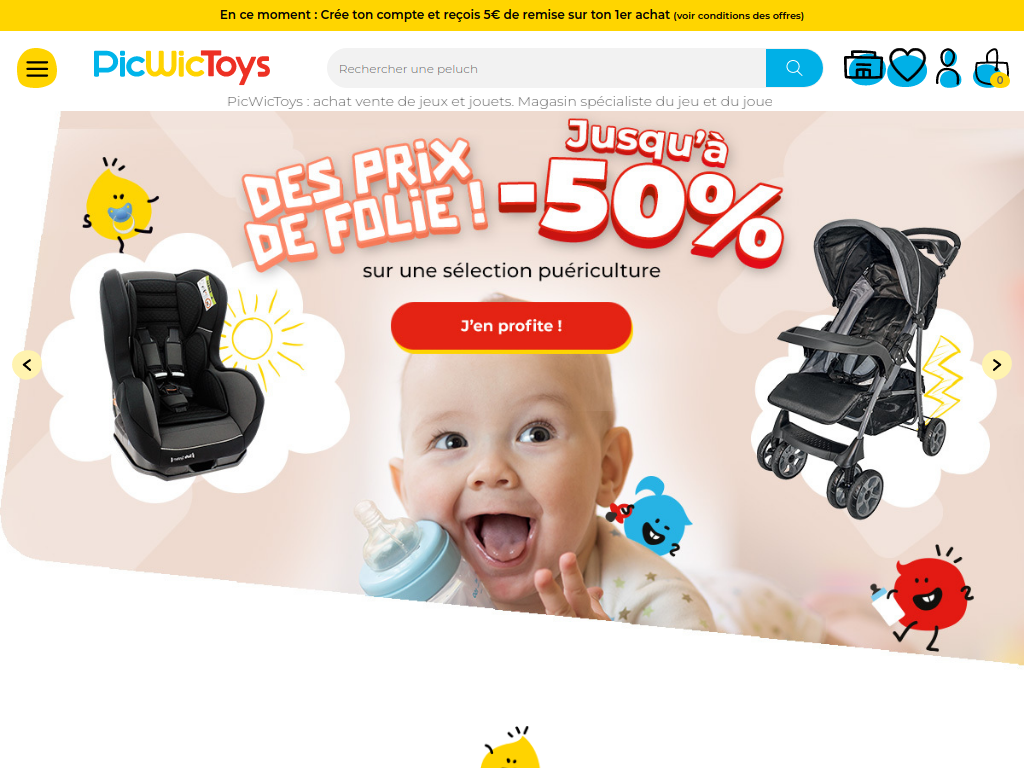 En ce moment : Crée ton compte et reçois 5€ de remise sur ton 1er achat (voir conditions des offres)
PicWicToys
Rechercher une peluch
0
PicWicToys : achat vente de jeux et jouets. Magasin spécialiste du jeu et du joue
DES PRIX
DE FOLIE !
Jusqu'à
-50%
sur une sélection puériculture
J'en profite !